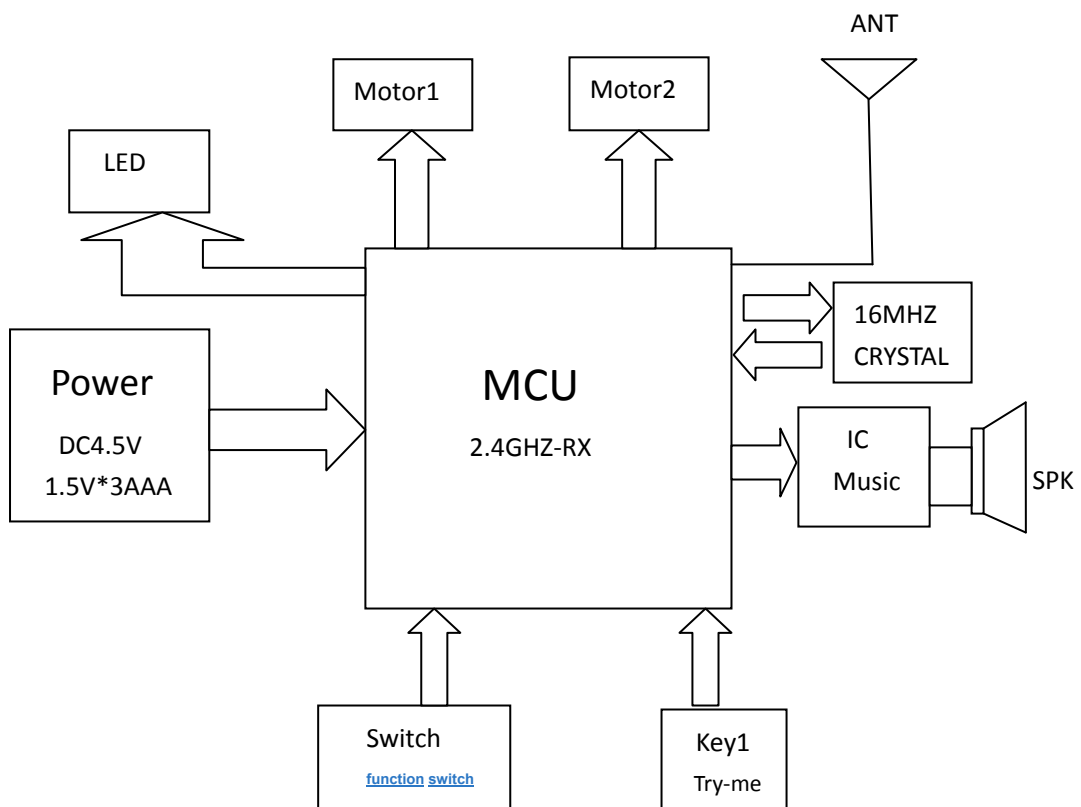 ANT
Motor1
Motor2
LED
16MHZ
CRYSTAL
Power
DC4.5V
1.5V*3AAA
MCU
2.4GHZ-RX
IC
Music
SPK
Switch
function switch
Key1
Try-me